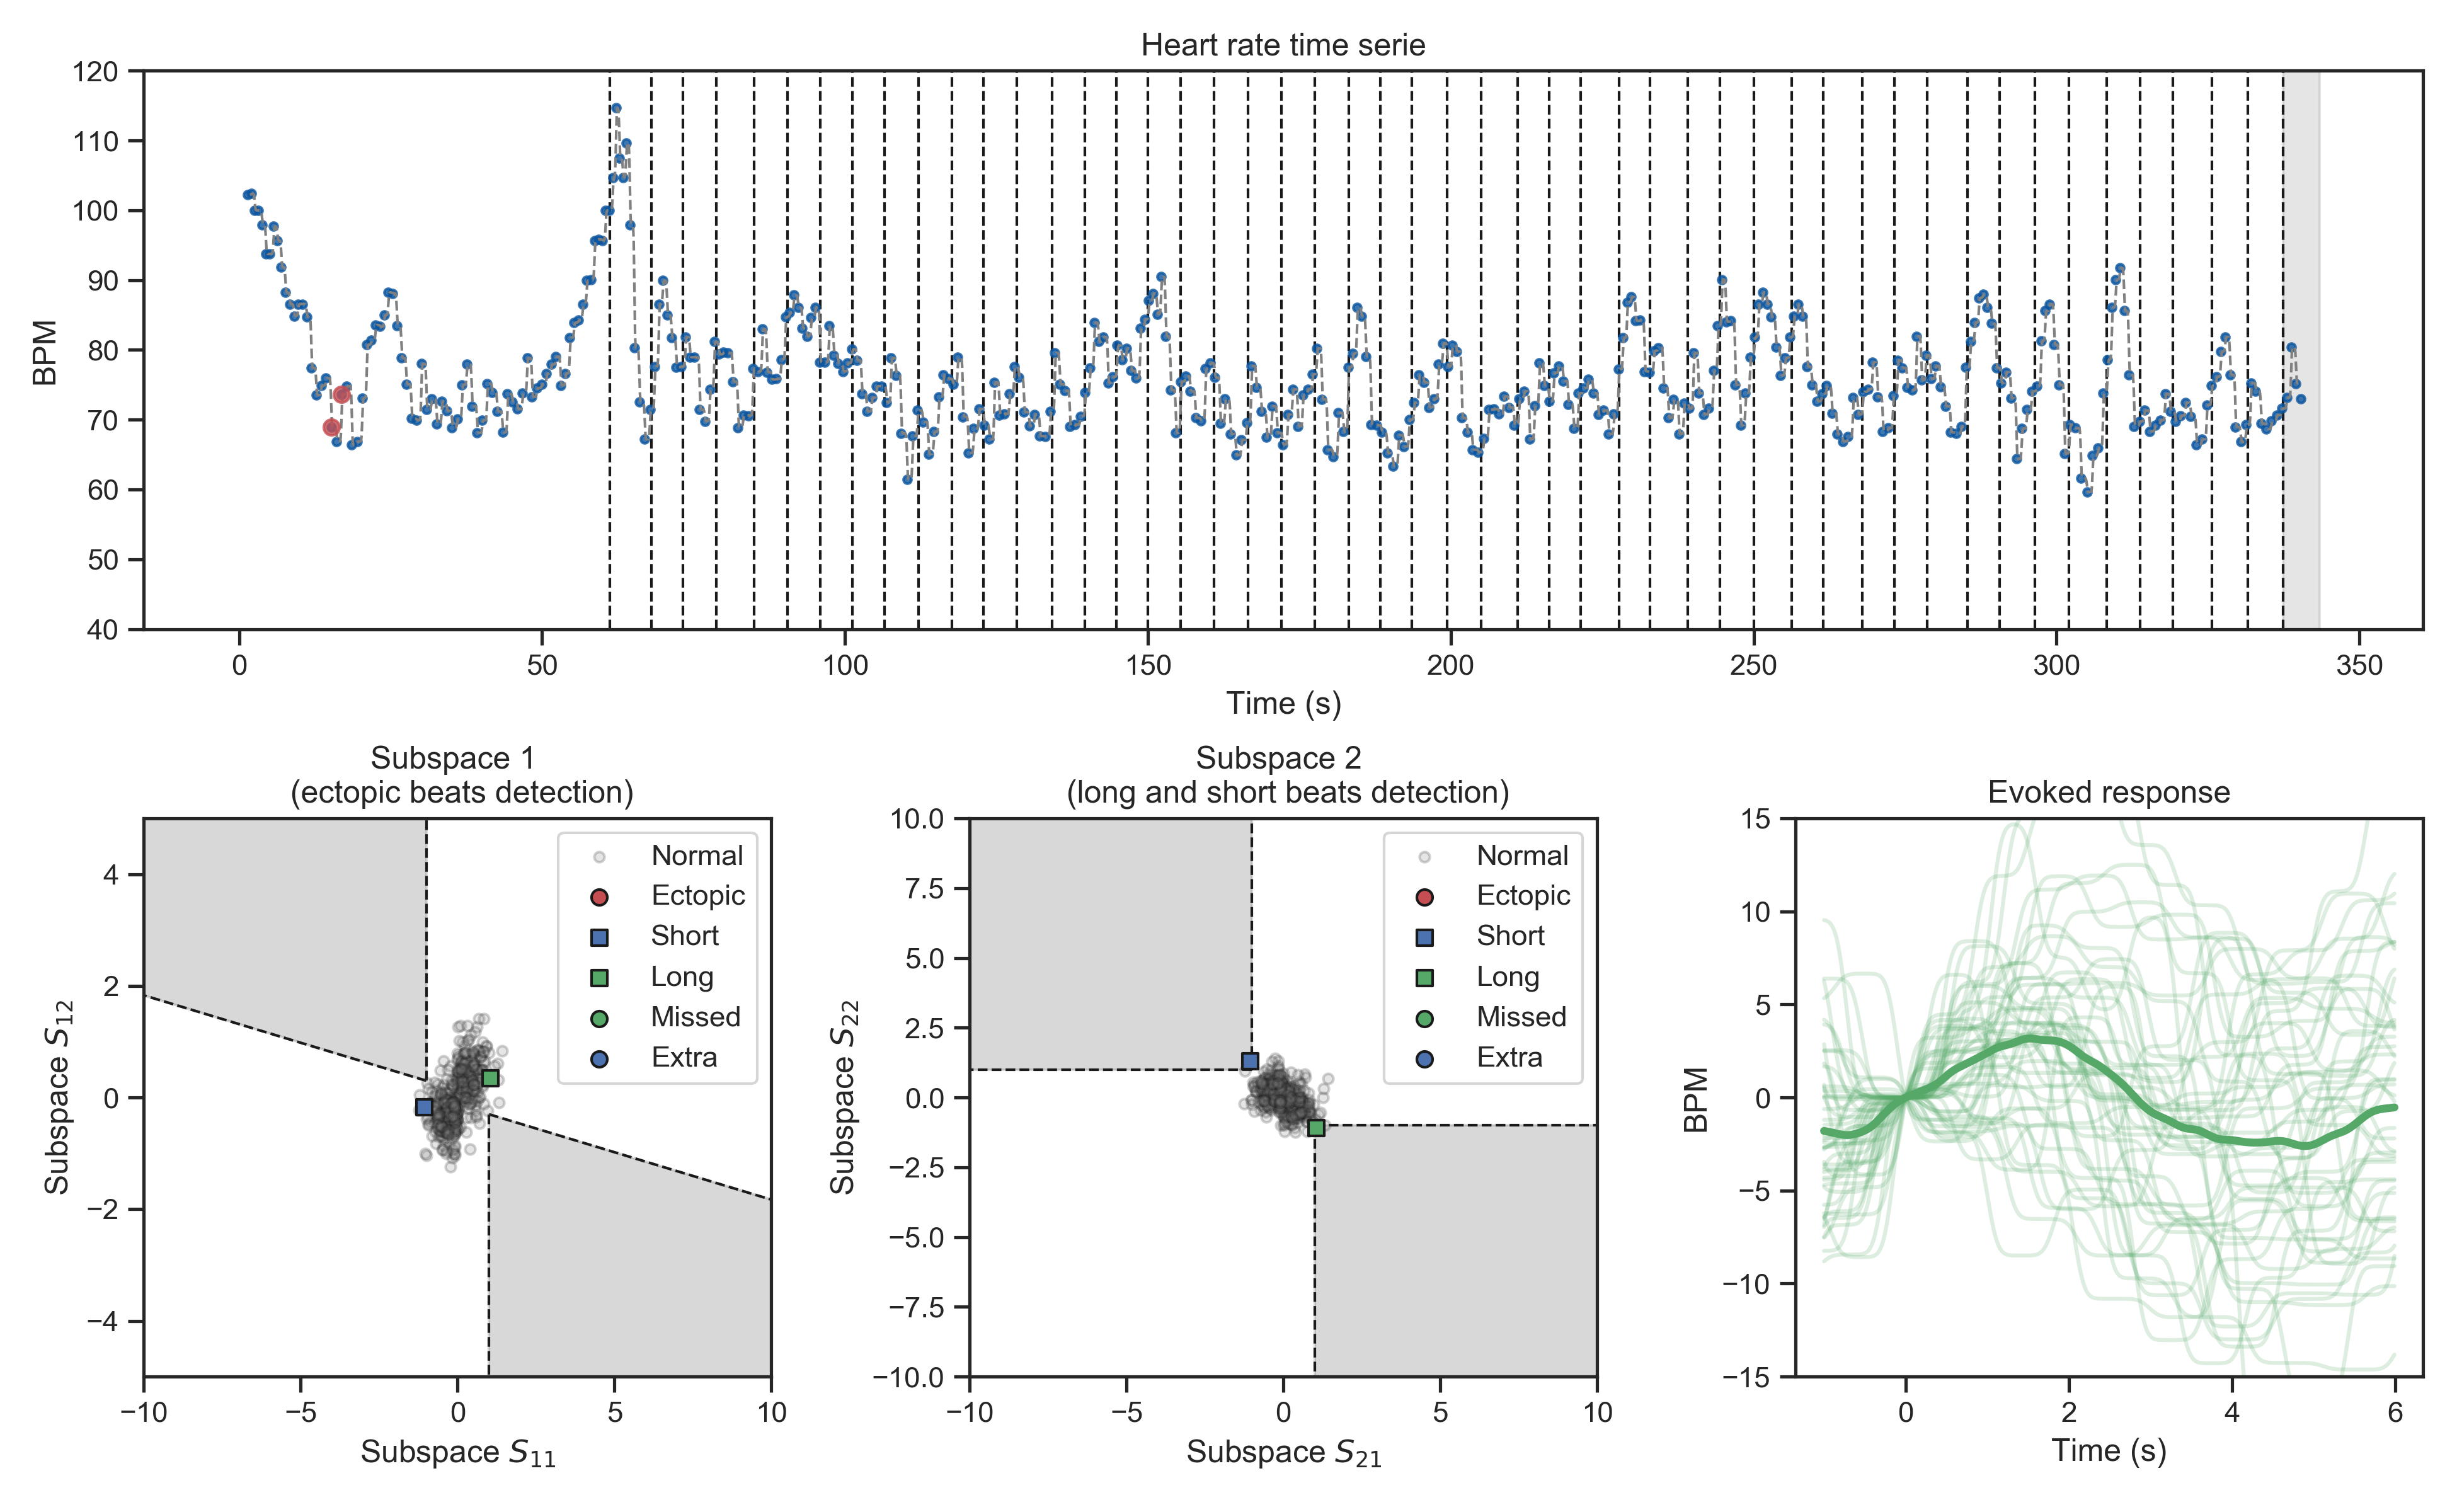 Heart rate time serie
120
110
100
90
80
70
60
50
40
BPM
0 50 100 150 200 250 300 350
Time (s)
Subspace 1
(ectopic beats detection)
4
2
0
−2
−4
Subspace S12
Normal
Ectopic
Short
Long
Missed
Extra
−10 −5 0 5 10
Subspace S11
Subspace 2
(long and short beats detection)
10.0
7.5
5.0
2.5
0.0
−2.5
−5.0
−7.5
−10.0
Subspace S22
Normal
Ectopic
Short
Long
Missed
Extra
−10 −5 0 5 10
Subspace S21
Evoked response
15
10
5
0
−5
−10
−15
BPM
0 2 4 6
Time (s)